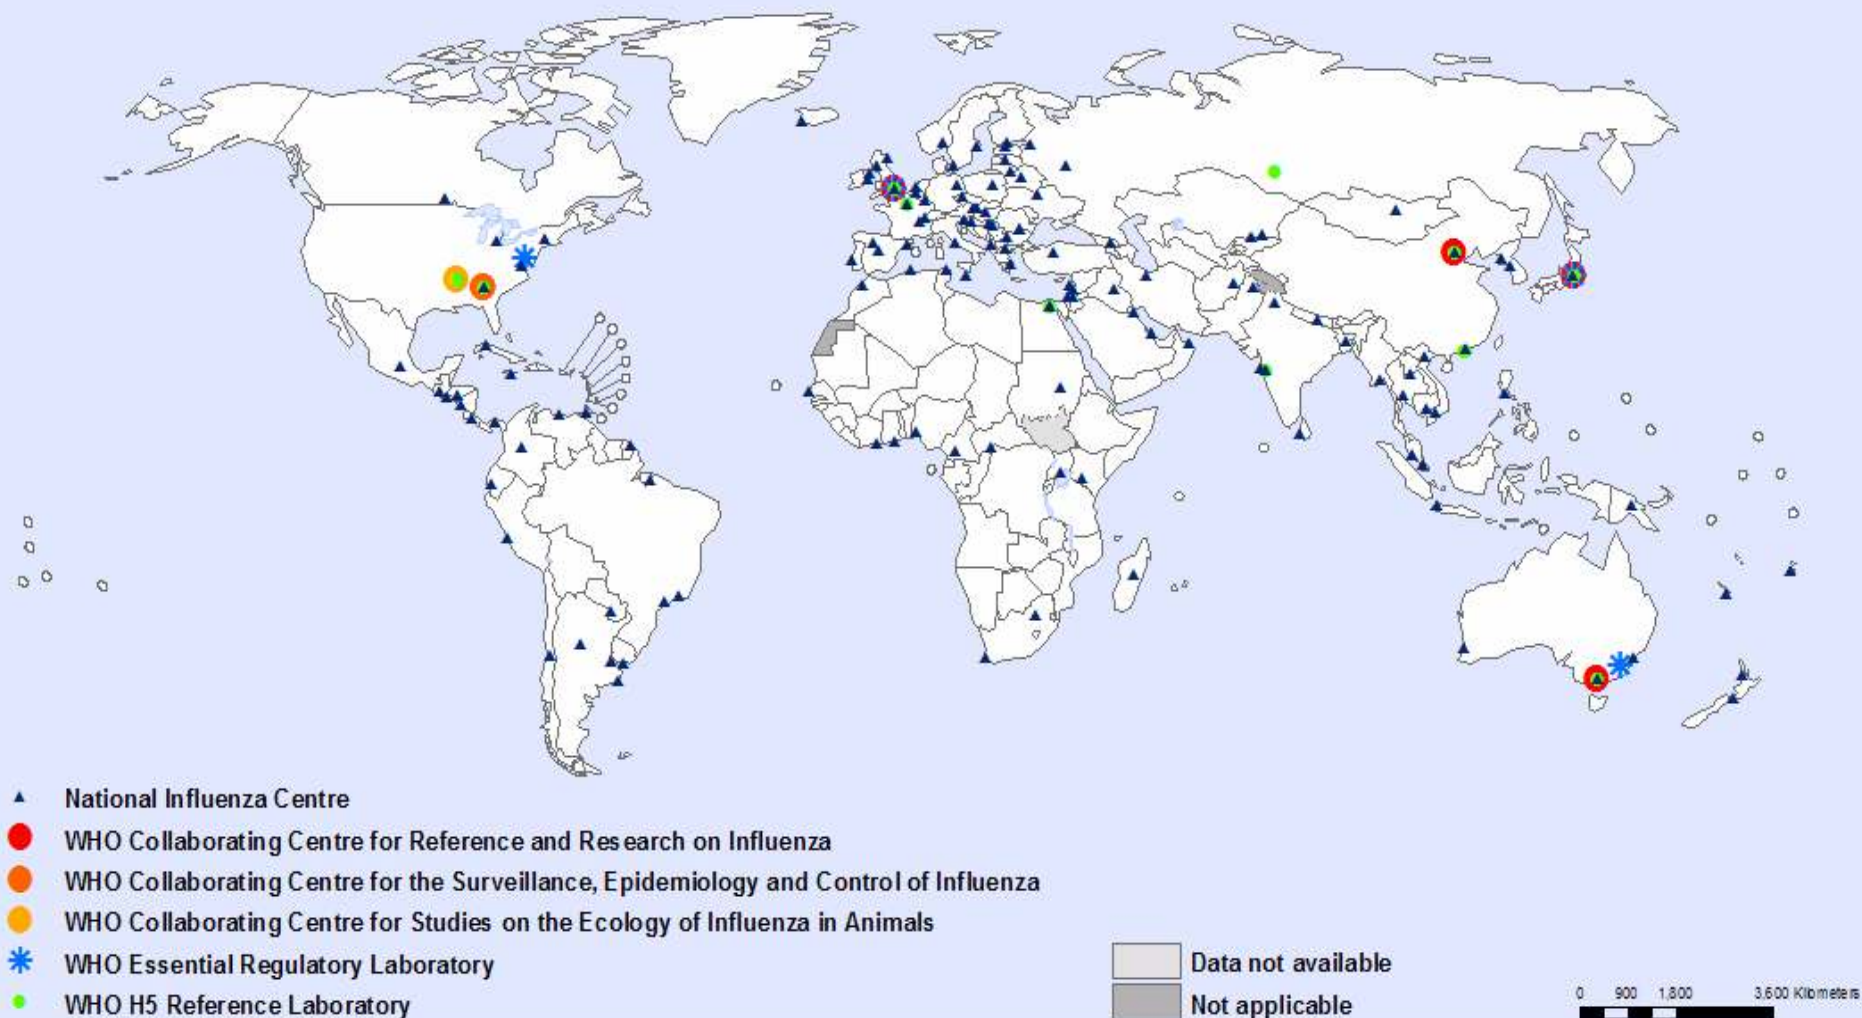 National Influenza Centre
WHO Collaborating Centre for Reference and Research on Influenza
WHO Collaborating Centre for the Surveillance, Epidemiology and Control of Influenza
WHO Collaborating Centre for Studies on the Ecology of Influenza in Animals
WHO Essential Regulatory Laboratory
WHO H5 Reference Laboratory
Data not available
Not applicable
0 900 1,800 3,600 Kilometers